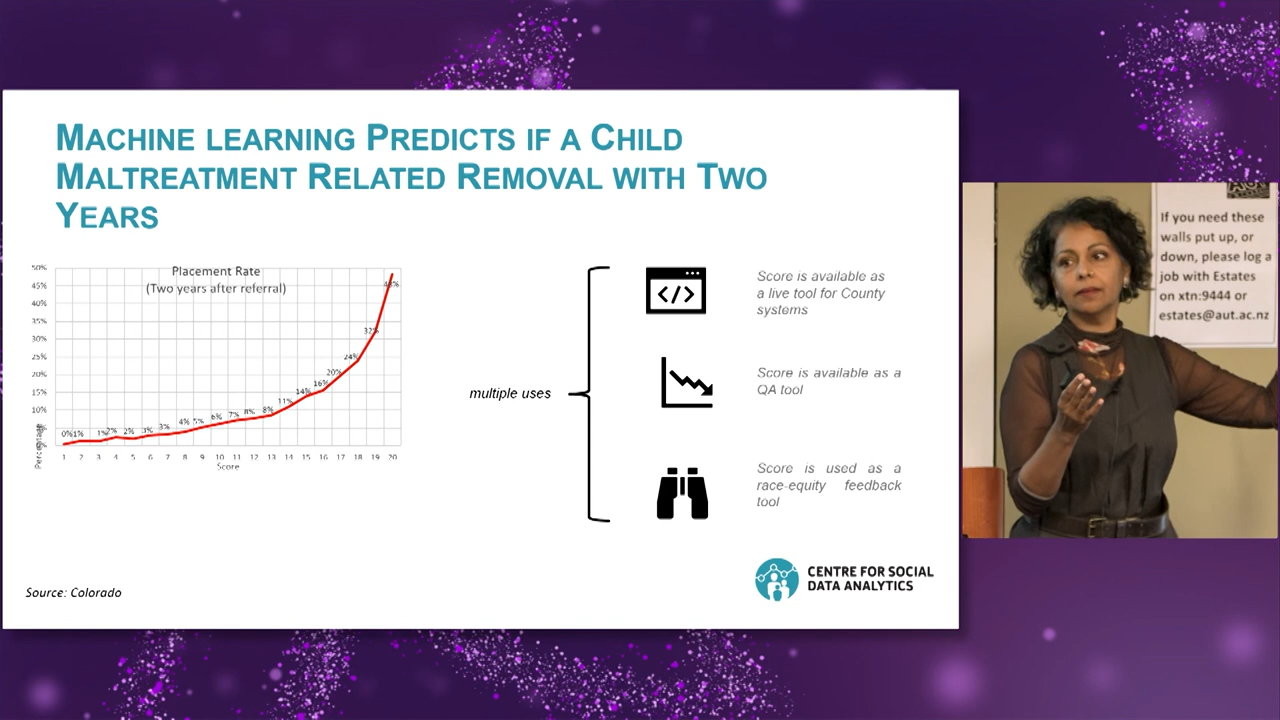 MACHINE LEARNING PREDICTS IF A CHILD
MALTREATMENT RELATED REMOVAL WITH TWO
YEARS
Placement Rate
(Two years after referral)
50%
45%
40%
35%
30%
25%
20%
15%
10%
5%
0%
1%
1%
2%
2%
3%
3%
4%
5%
6%
7%
8%
8%
11%
14%
16%
20%
24%
32%
1 2 3 4 5 6 7 8 9 10 11 12 13 14 15 16 17 18 19 20
Score
Percentage
multiple uses
</>
Score is available as
a live tool for County
systems
Score is available as a
QA tool
Score is used as a
race-equity feedback
tool
Source: Colorado
CENTRE FOR SOCIAL
DATA ANALYTICS
If you need these
walls put up, or
down, please log a
job with Estates
on xtn:9444 or
estates@aut.ac.nz